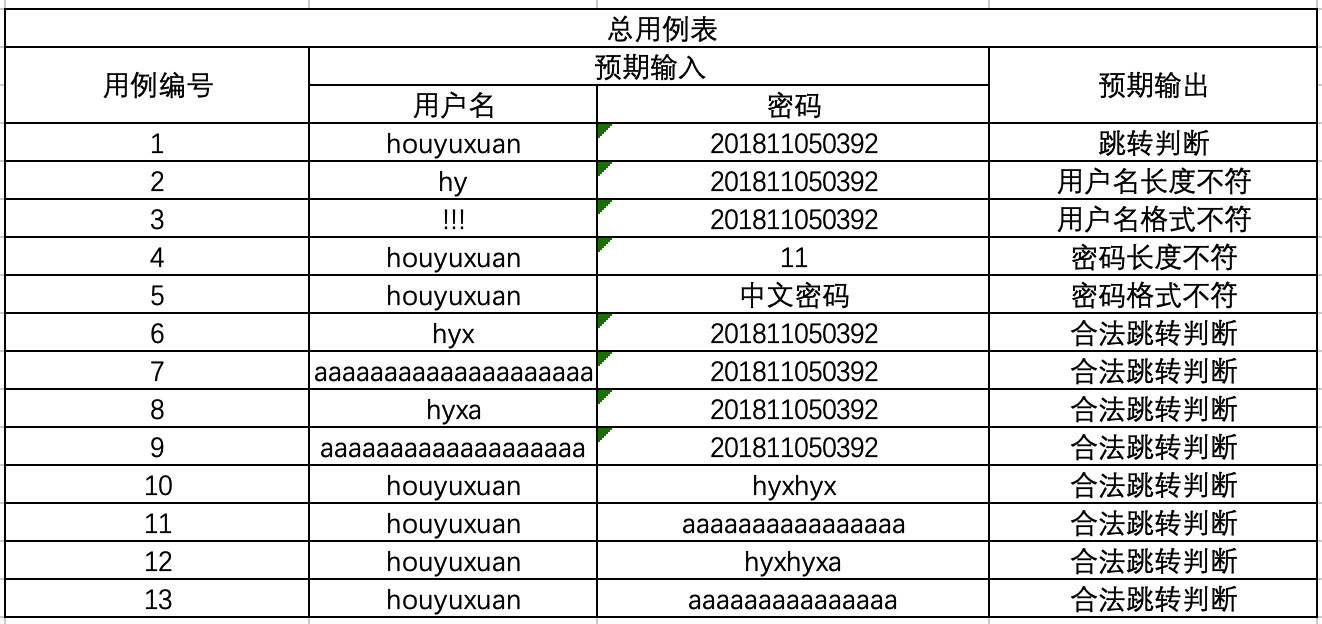 总用例表
用例编号 预期输入 预期输出
用户名 密码
1 houyuxuan 201811050392 跳转判断
2 hy 201811050392 用户名长度不符
3 !!! 201811050392 用户名格式不符
4 houyuxuan 11 密码长度不符
5 houyuxuan 中文密码 密码格式不符
6 hyx 201811050392 合法跳转判断
7 aaaaaaaaaaaaaaaaaaaa 201811050392 合法跳转判断
8 hyxa 201811050392 合法跳转判断
9 aaaaaaaaaaaaaaaaaaa 201811050392 合法跳转判断
10 houyuxuan hyxhyx 合法跳转判断
11 houyuxuan aaaaaaaaaaaaaaaa 合法跳转判断
12 houyuxuan hyxhyxa 合法跳转判断
13 houyuxuan aaaaaaaaaaaaaaa 合法跳转判断